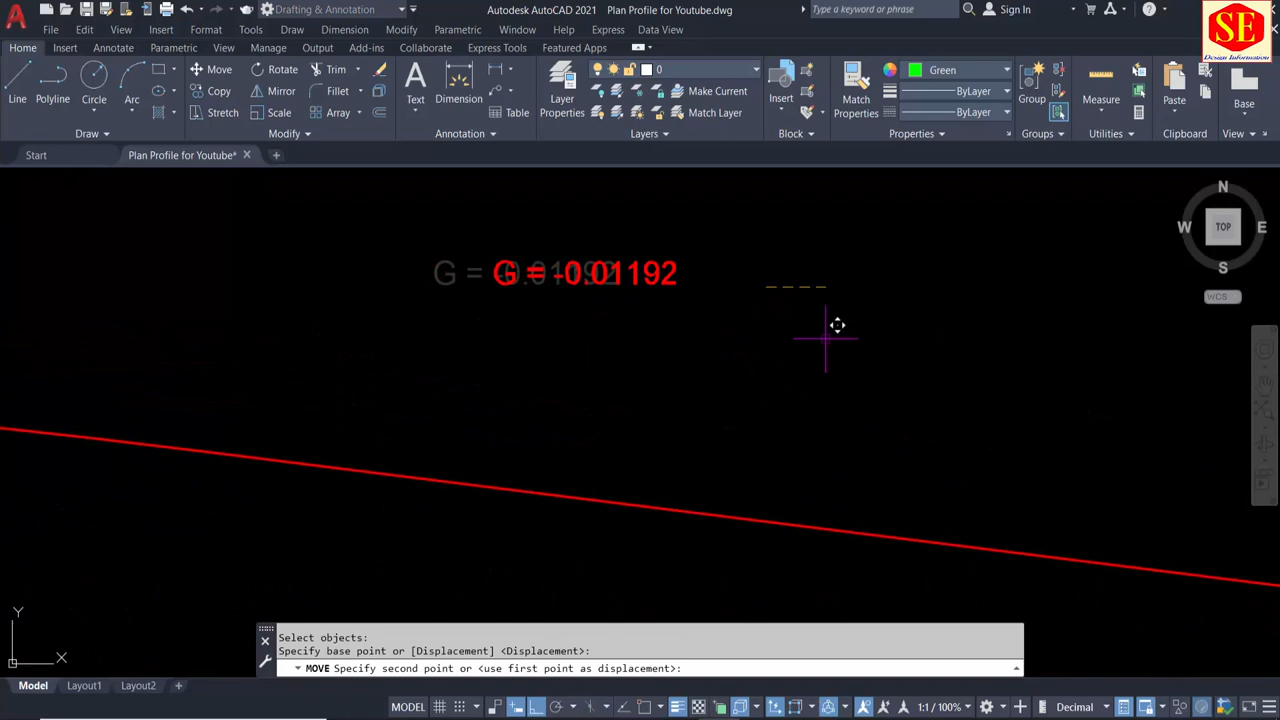 Drafting & Annotation
Autodesk AutoCAD 2021 Plan Profile for Youtube.dwg
Type a keyword or phrase
Sign In
SE
Design Information
File Edit View Insert Format Tools Draw Dimension Modify Parametric Window Help Express Data View
Home Insert Annotate Parametric View Manage Output Add-ins Collaborate Express Tools Featured Apps
Line Polyline Circle Arc
Move Rotate Trim
Copy Mirror Fillet
Stretch Scale Array
Text Dimension Table
Layer Properties
0
Make Current
Match Layer
Insert
Match Properties
Green
ByLayer
ByLayer
Group
Measure
Paste
Base
Draw Modify Annotation Layers Block Properties Groups Utilities Clipboard View
Start Plan Profile for Youtube*
N
W TOP E
S
WCS
G = -0.01192
Y
X
Select objects:
Specify base point or [Displacement] <Displacement>:
MOVE Specify second point or <use first point as displacement>:
Model Layout1 Layout2
MODEL 1:1 / 100% Decimal